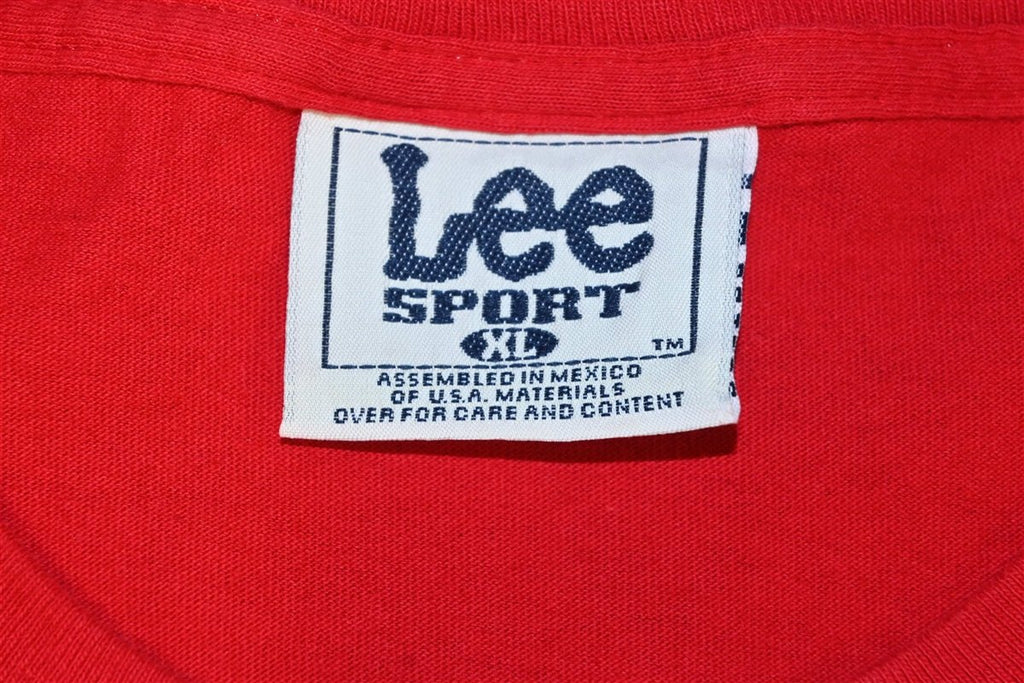 Lee
SPORT
XL
TM
ASSEMBLED IN MEXICO
OF U.S.A. MATERIALS
OVER FOR CARE AND CONTENT